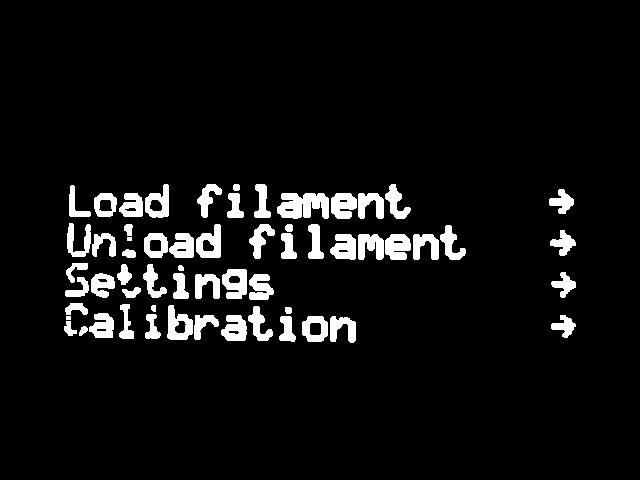 Load filament →
Unload filament →
Settings →
Calibration →